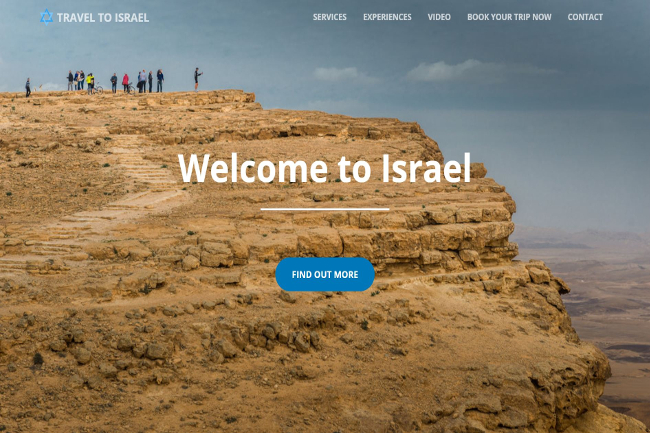 TRAVEL TO ISRAEL
SERVICES EXPERIENCES VIDEO BOOK YOUR TRIP NOW CONTACT
Welcome to Israel
FIND OUT MORE